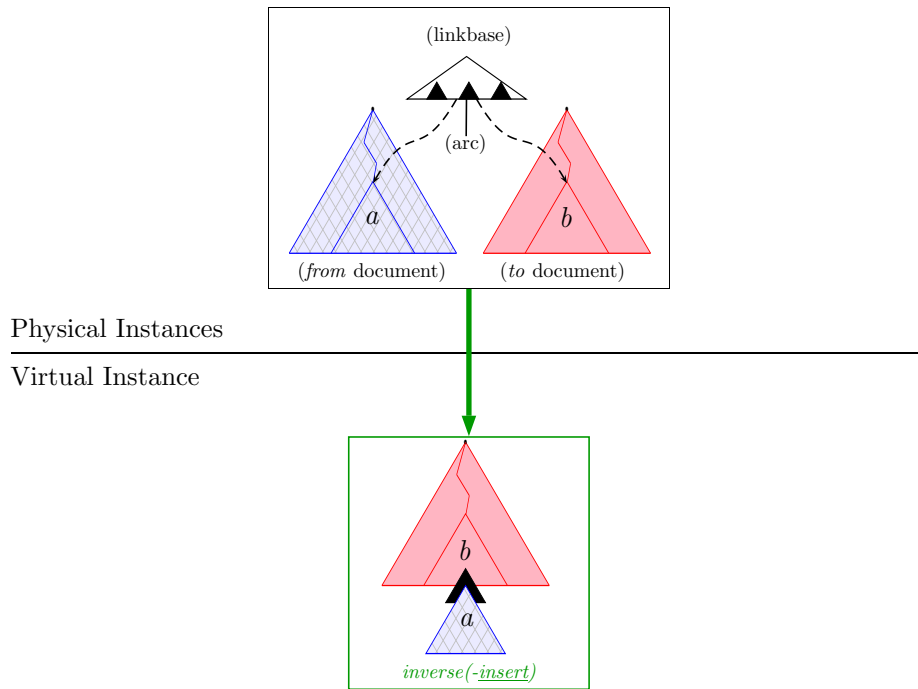 (linkbase)
(arc)
a
b
(from document)
(to document)
Physical Instances
Virtual Instance
b
a
inverse(-insert)